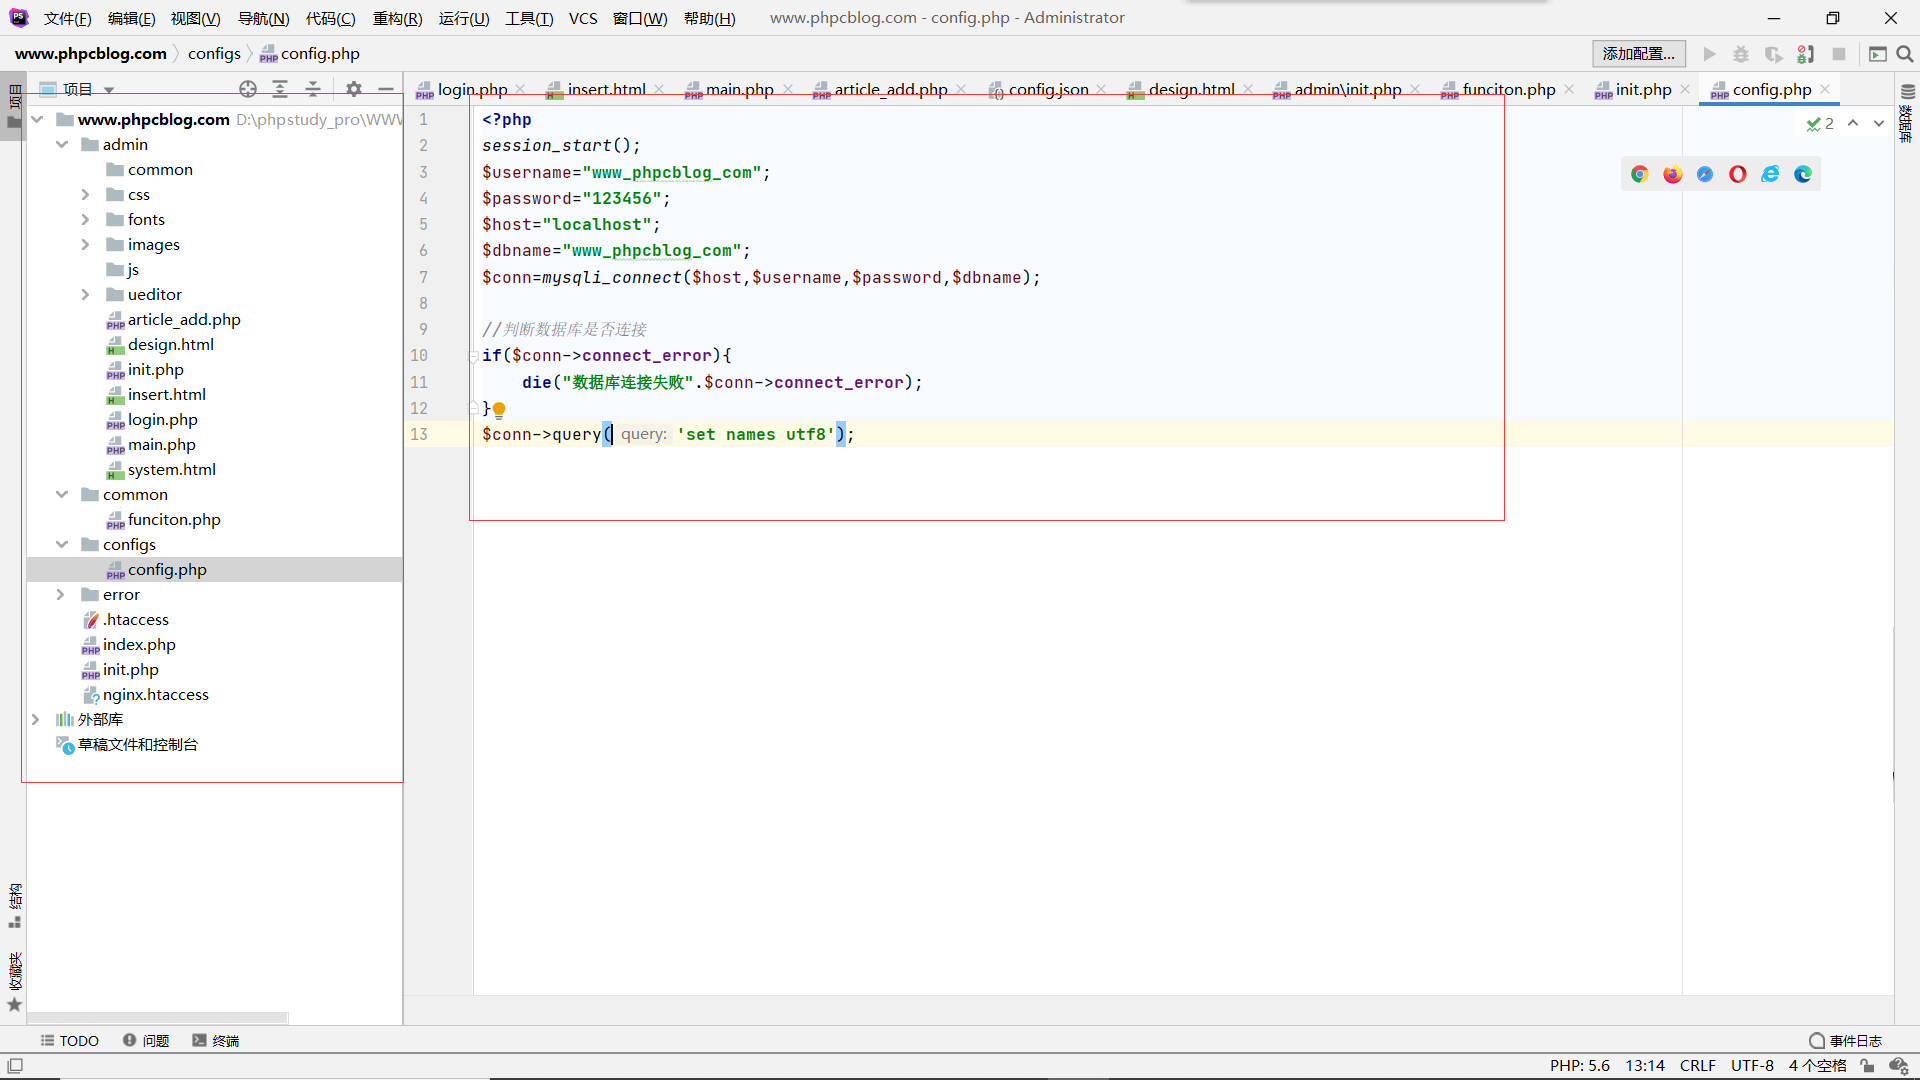 文件(F) 编辑(E) 视图(V) 导航(N) 代码(C) 重构(R) 运行(U) 工具(T) VCS 窗口(W) 帮助(H) www.phpcblog.com - config.php - Administrator
www.phpcblog.com configs config.php 添加配置...
项目
项目
login.php insert.html main.php article_add.php config.json design.html admin\init.php funciton.php init.php config.php
数据库
www.phpcblog.com D:\phpstudy_pro\WWW
admin
common
css
fonts
images
js
ueditor
article_add.php
design.html
init.php
insert.html
login.php
main.php
system.html
common
funciton.php
configs
config.php
error
.htaccess
index.php
init.php
nginx.htaccess
外部库
草稿文件和控制台
2
1 <?php
2 session_start();
3 $username="www_phpcblog_com";
4 $password="123456";
5 $host="localhost";
6 $dbname="www_phpcblog_com";
7 $conn=mysqli_connect($host,$username,$password,$dbname);
8
9 //判断数据库是否连接
10 if($conn->connect_error){
11 die("数据库连接失败".$conn->connect_error);
12 }
13 $conn->query( query: 'set names utf8');
结构
收藏夹
TODO 问题 终端 事件日志
PHP: 5.6 13:14 CRLF UTF-8 4 个空格